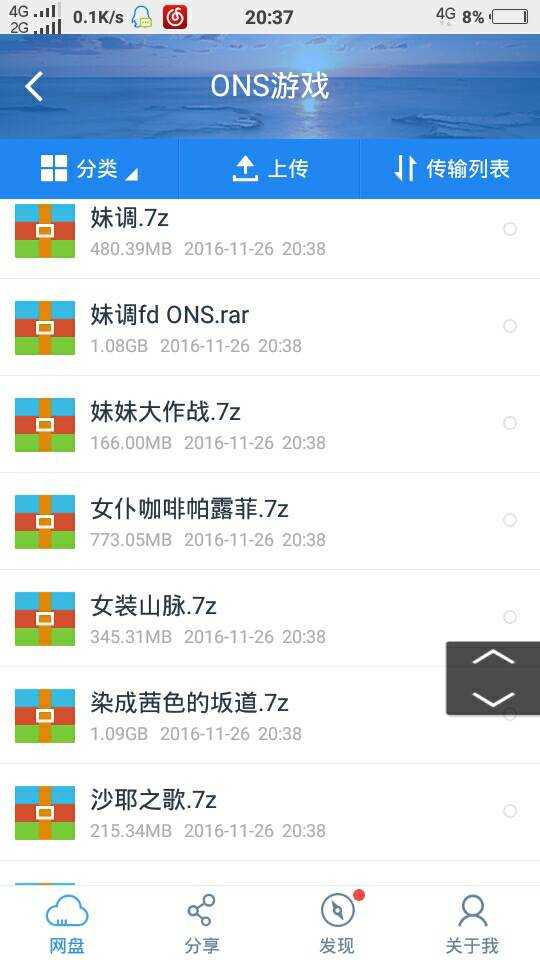 4G
2G
0.1K/s
20:37
4G 8%
ONS游戏
分类
上传
传输列表
妹调.7z
480.39MB 2016-11-26 20:38
妹调fd ONS.rar
1.08GB 2016-11-26 20:38
妹妹大作战.7z
166.00MB 2016-11-26 20:38
女仆咖啡帕露菲.7z
773.05MB 2016-11-26 20:38
女装山脉.7z
345.31MB 2016-11-26 20:38
染成茜色的坂道.7z
1.09GB 2016-11-26 20:38
沙耶之歌.7z
215.34MB 2016-11-26 20:38
网盘
分享
发现
关于我